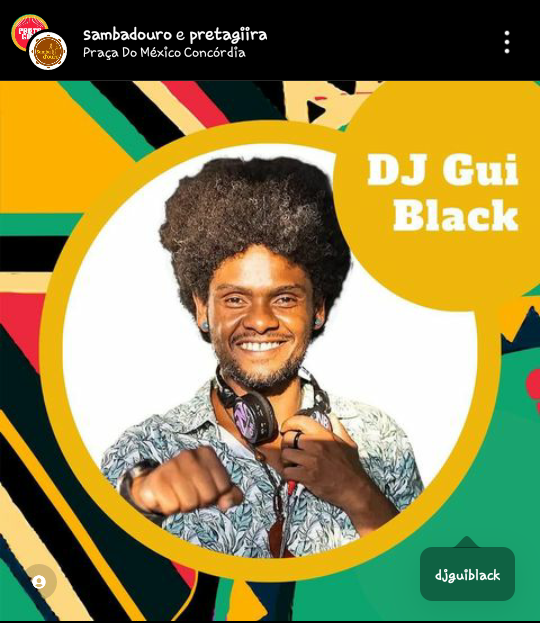 sambadouro e pretagiira
Praça Do México Concórdia
DJ Gui
Black
djguiblack